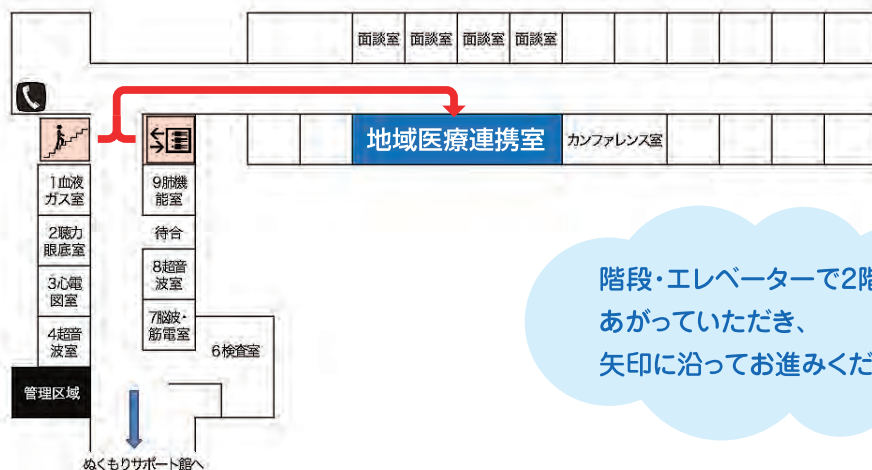 面談室 面談室 面談室 面談室
地域医療連携室 カンファレンス室
1血液
ガス室
2聴力
眼底室
3心電
図室
4超音
波室
管理区域
9肺機
能室
待合
8超音
波室
7脳波・
筋電室
6検査室
ぬくもりサポート館へ
階段・エレベーターで2階
あがっていただき、
矢印に沿ってお進みくだ